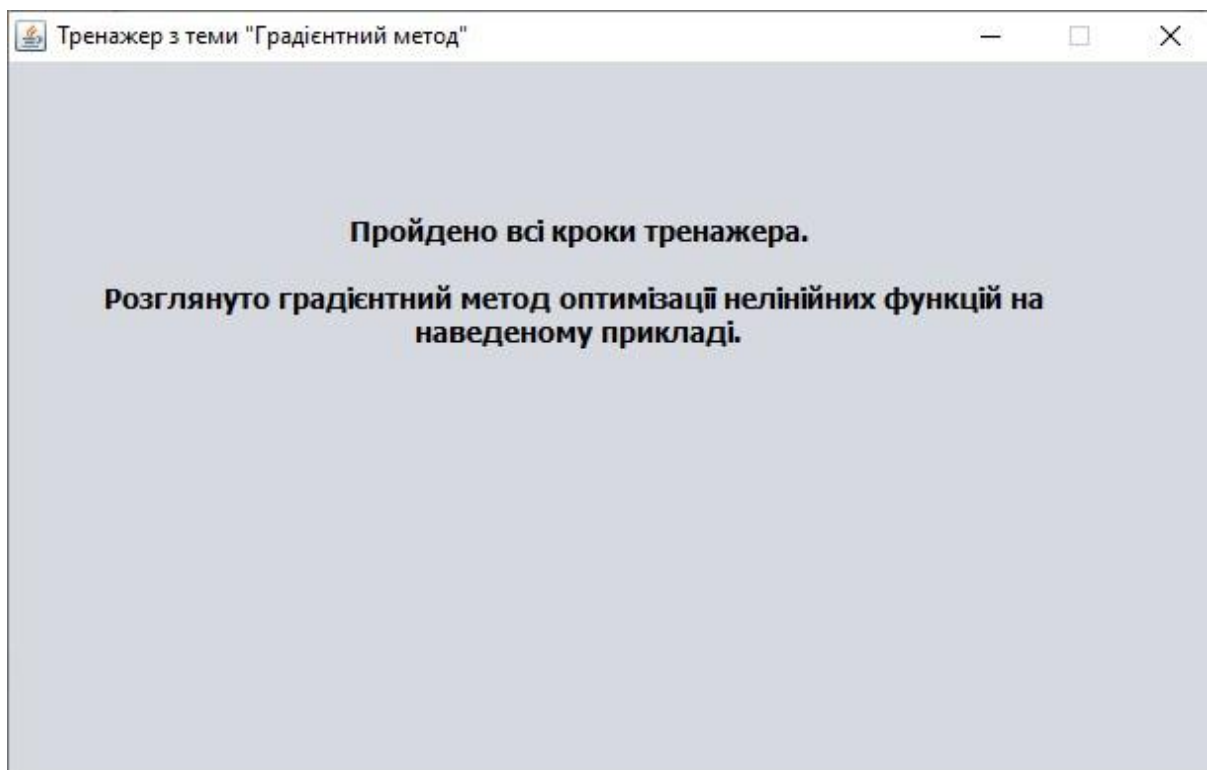 Тренажер з теми "Градієнтний метод"
Пройдено всі кроки тренажера.
Розглянуто градієнтний метод оптимізації нелінійних функцій на
наведеному прикладі.